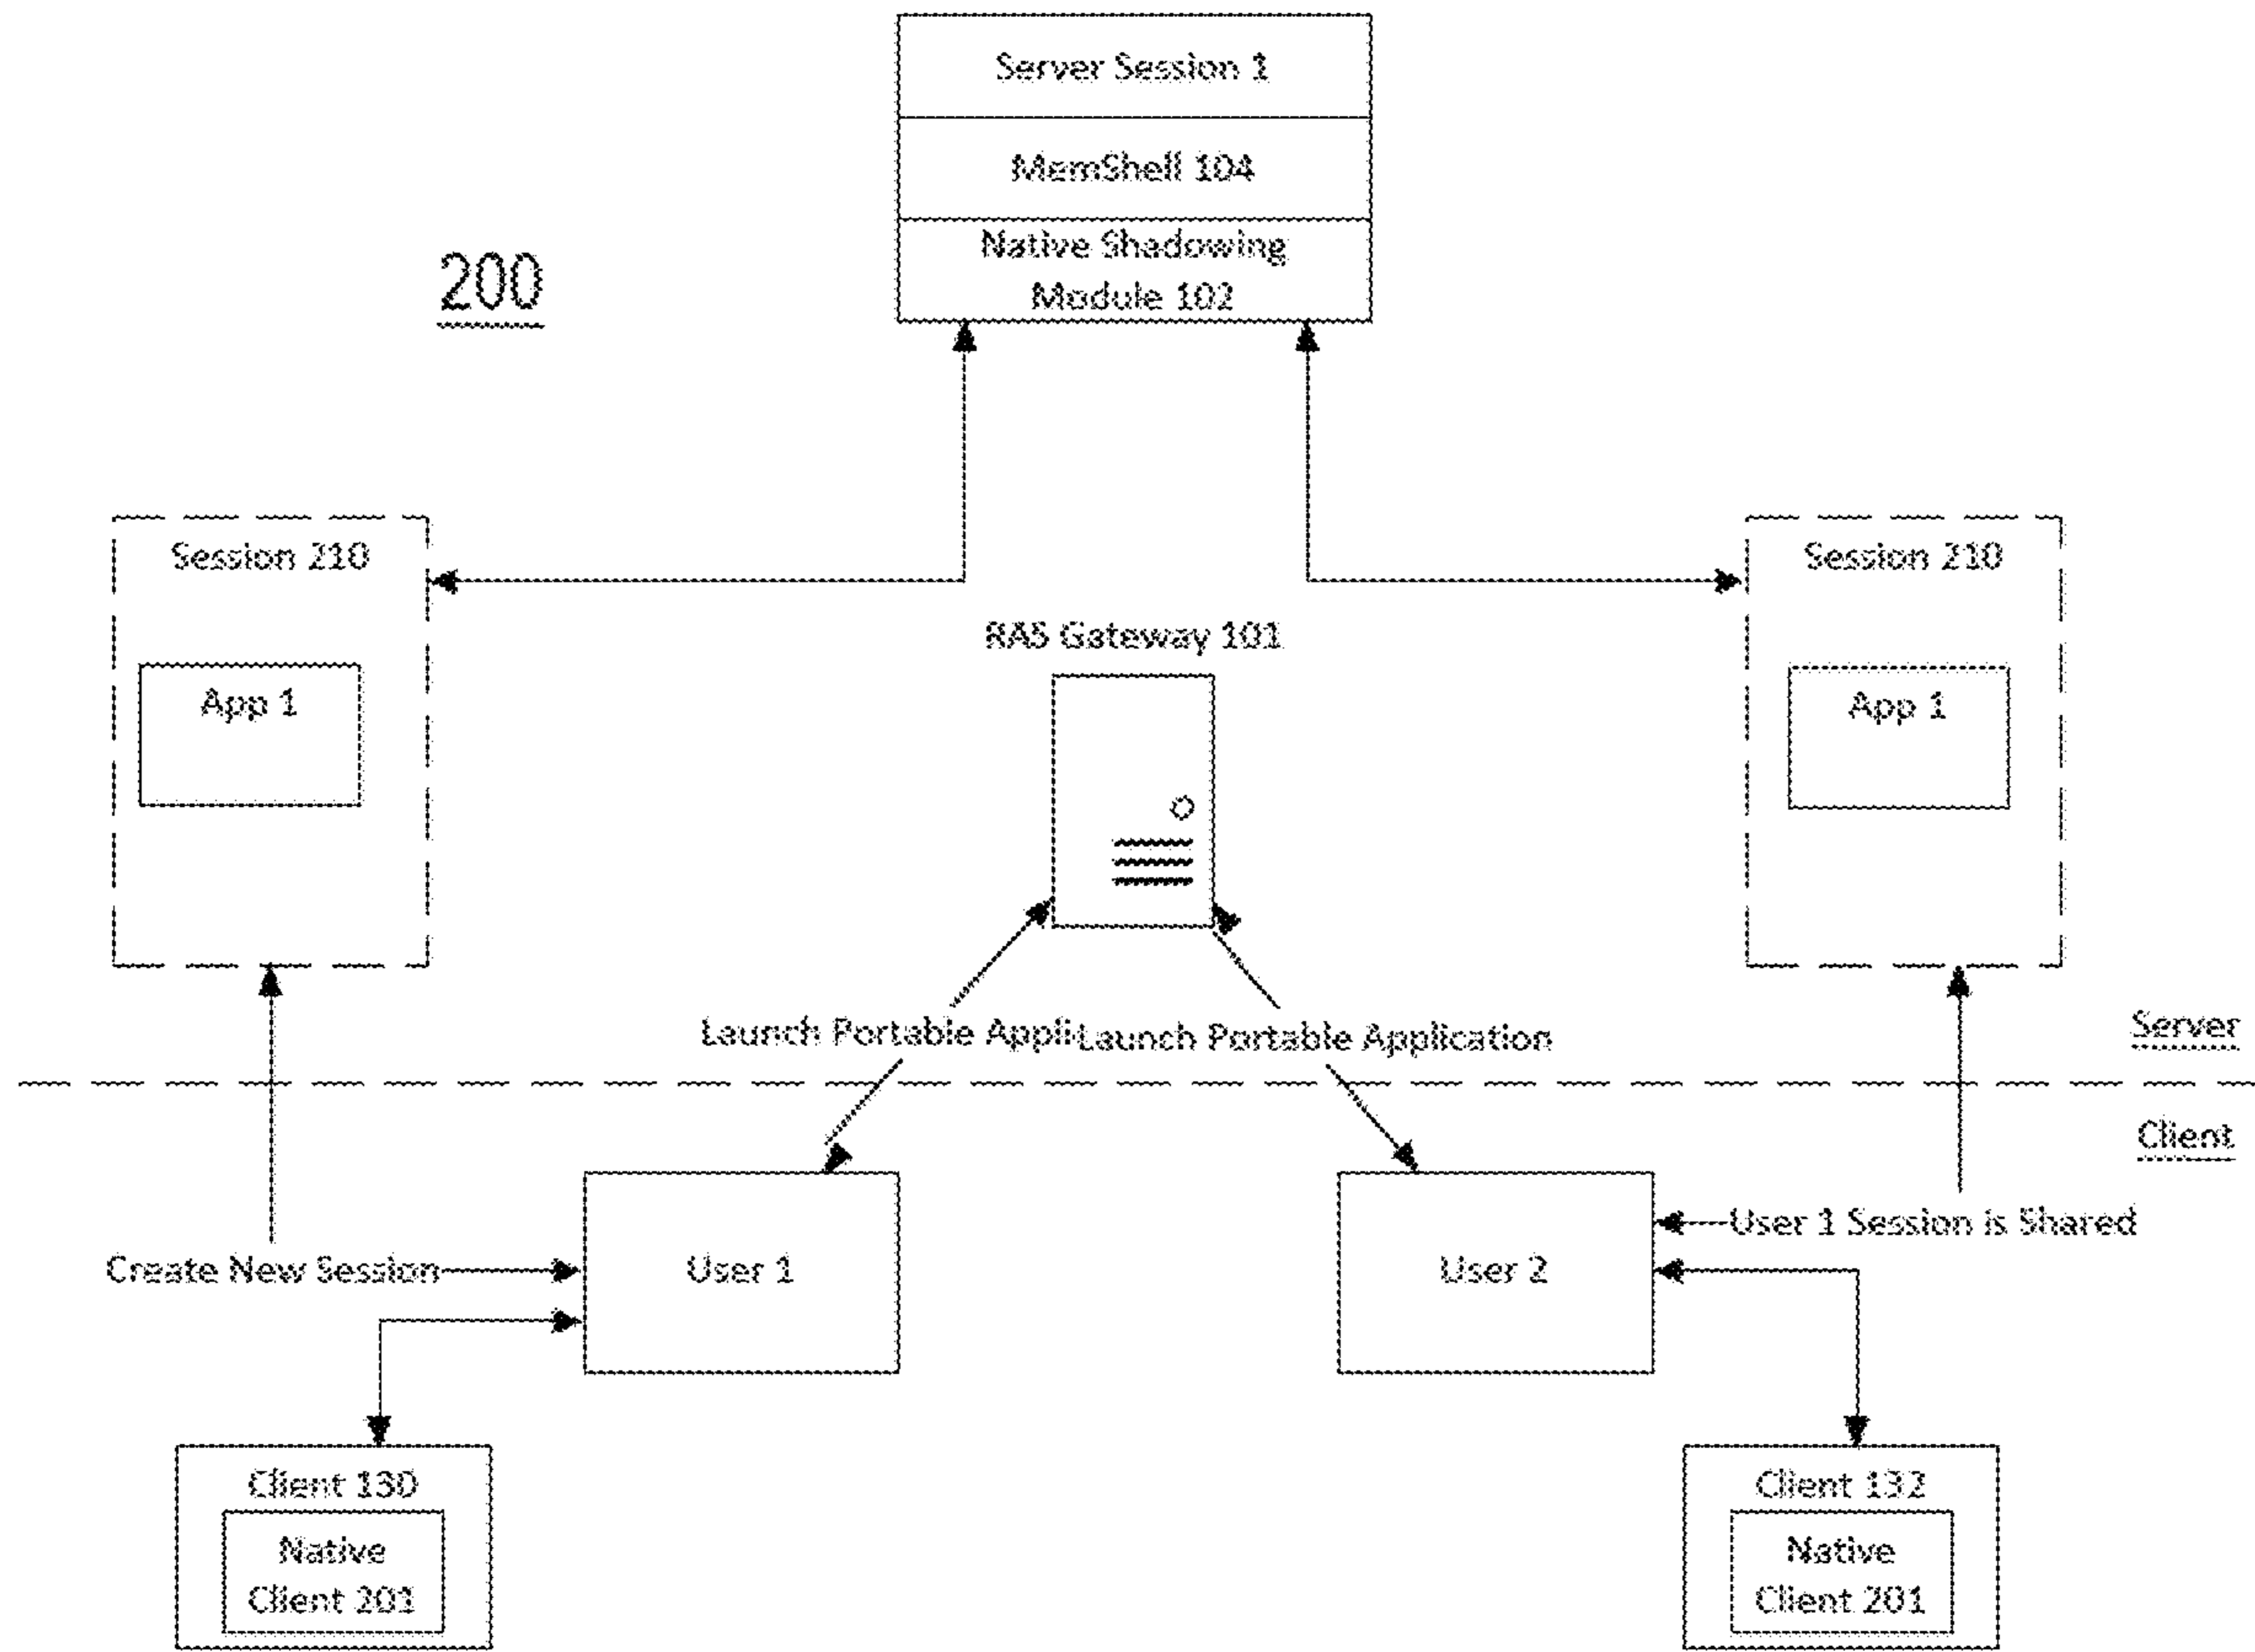 Server Session 1
MemShell 104
Native Shadowing
Module 102
200
Session 210
Session 210
RAS Gateway 101
App 1
App 1
Launch Portable Appli
Launch Portable Application
Server
Client
User 1 Session is Shared
Create New Session
User 1
User 2
Client 130
Client 132
Native
Client 201
Native
Client 201